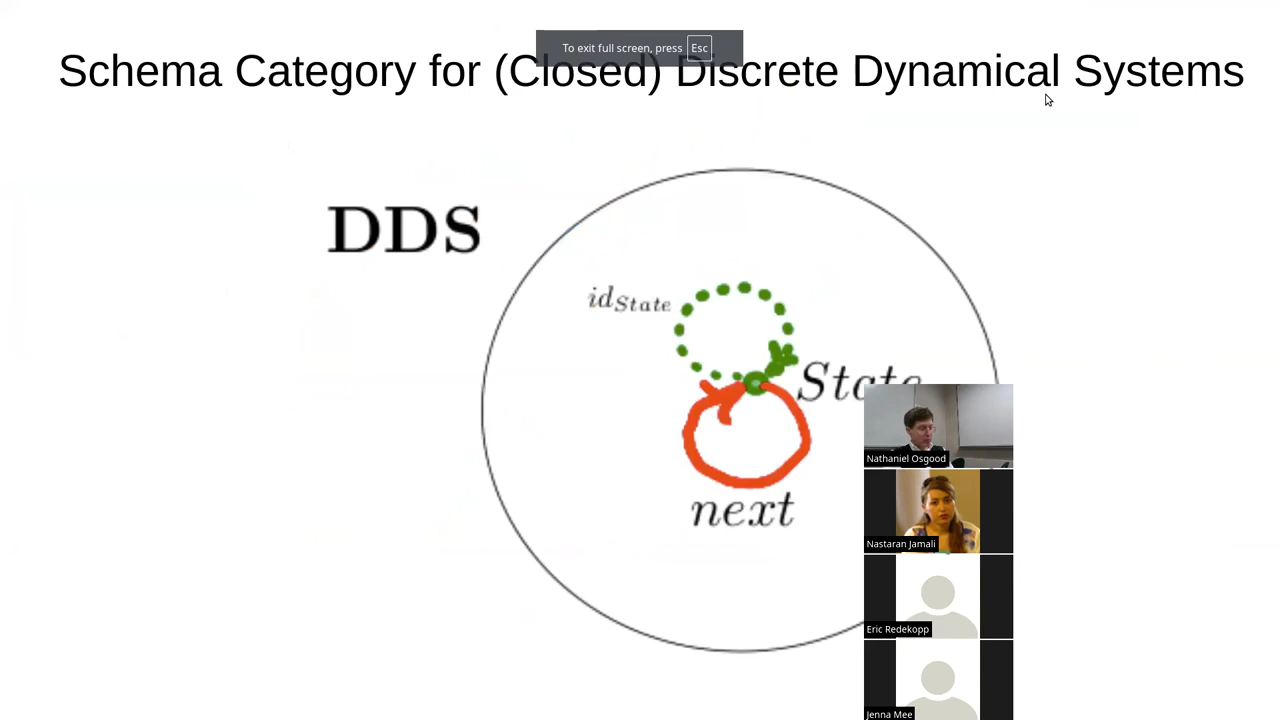 To exit full screen, press Esc
Schema Category for (Closed) Discrete Dynamical Systems
DDS
idState
State
next
Nathaniel Osgood
Nastaran Jamali
Eric Redekopp
Jenna Mee